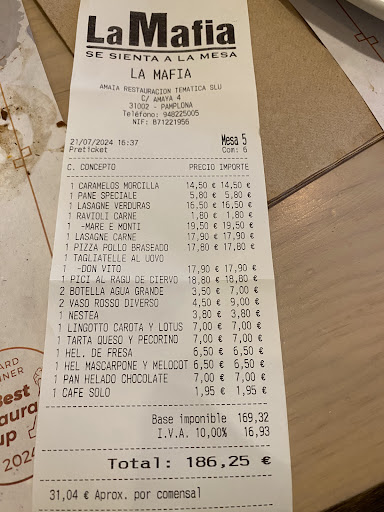 La Mafia
SE SIENTA A LA MESA
LA MAFIA
AMAIA RESTAURACION TEMATICA SLU
C/ AMAYA 4
31002 - PAMPLONA
Teléfono: 948225005
NIF: B71221956
21/07/2024 16:37 Mesa 5
Preticket Com: 6
C. CONCEPTO PRECIO IMPORTE
1 CARAMELOS MORCILLA 14,50 € 14,50 €
1 PANE SPECIALE 5,80 € 5,80 €
1 LASAGNE VERDURAS 16,50 € 16,50 €
1 RAVIOLI CARNE 1,80 € 1,80 €
1 -MARE E MONTI 19,50 € 19,50 €
1 LASAGNE CARNE 17,90 € 17,90 €
1 PIZZA POLLO BRASEADO 17,80 € 17,80 €
1 TAGLIATELLE AL UOVO
1 -DON VITO 17,90 € 17,90 €
1 PICI AL RAGU DE CIERVO 18,80 € 18,80 €
2 BOTELLA AGUA GRANDE 3,50 € 7,00 €
2 VASO ROSSO DIVERSO 4,50 € 9,00 €
1 NESTEA 3,80 € 3,80 €
1 LINGOTTO CAROTA Y LOTUS 7,00 € 7,00 €
1 TARTA QUESO Y PECORINO 7,00 € 7,00 €
1 HEL. DE FRESA 6,50 € 6,50 €
1 HEL MASCARPONE Y MELOCOT 6,50 € 6,50 €
1 PAN HELADO CHOCOLATE 7,00 € 7,00 €
1 CAFE SOLO 1,95 € 1,95 €
Base imponible 169,32
I.V.A. 10,00% 16,93
Total: 186,25 €
31,04 € Aprox. por comensal
2024